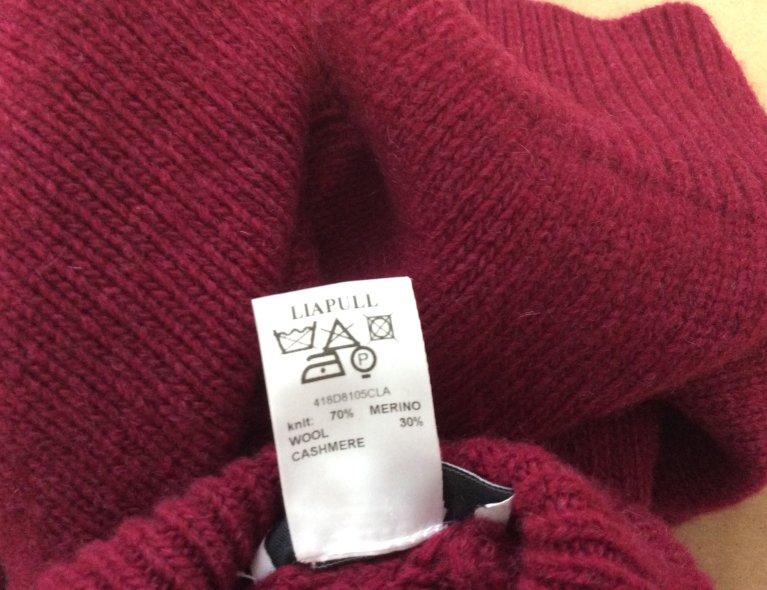 LIAPULL
P
418D8105CLA
knit: 70% MERINO
WOOL 30%
CASHMERE